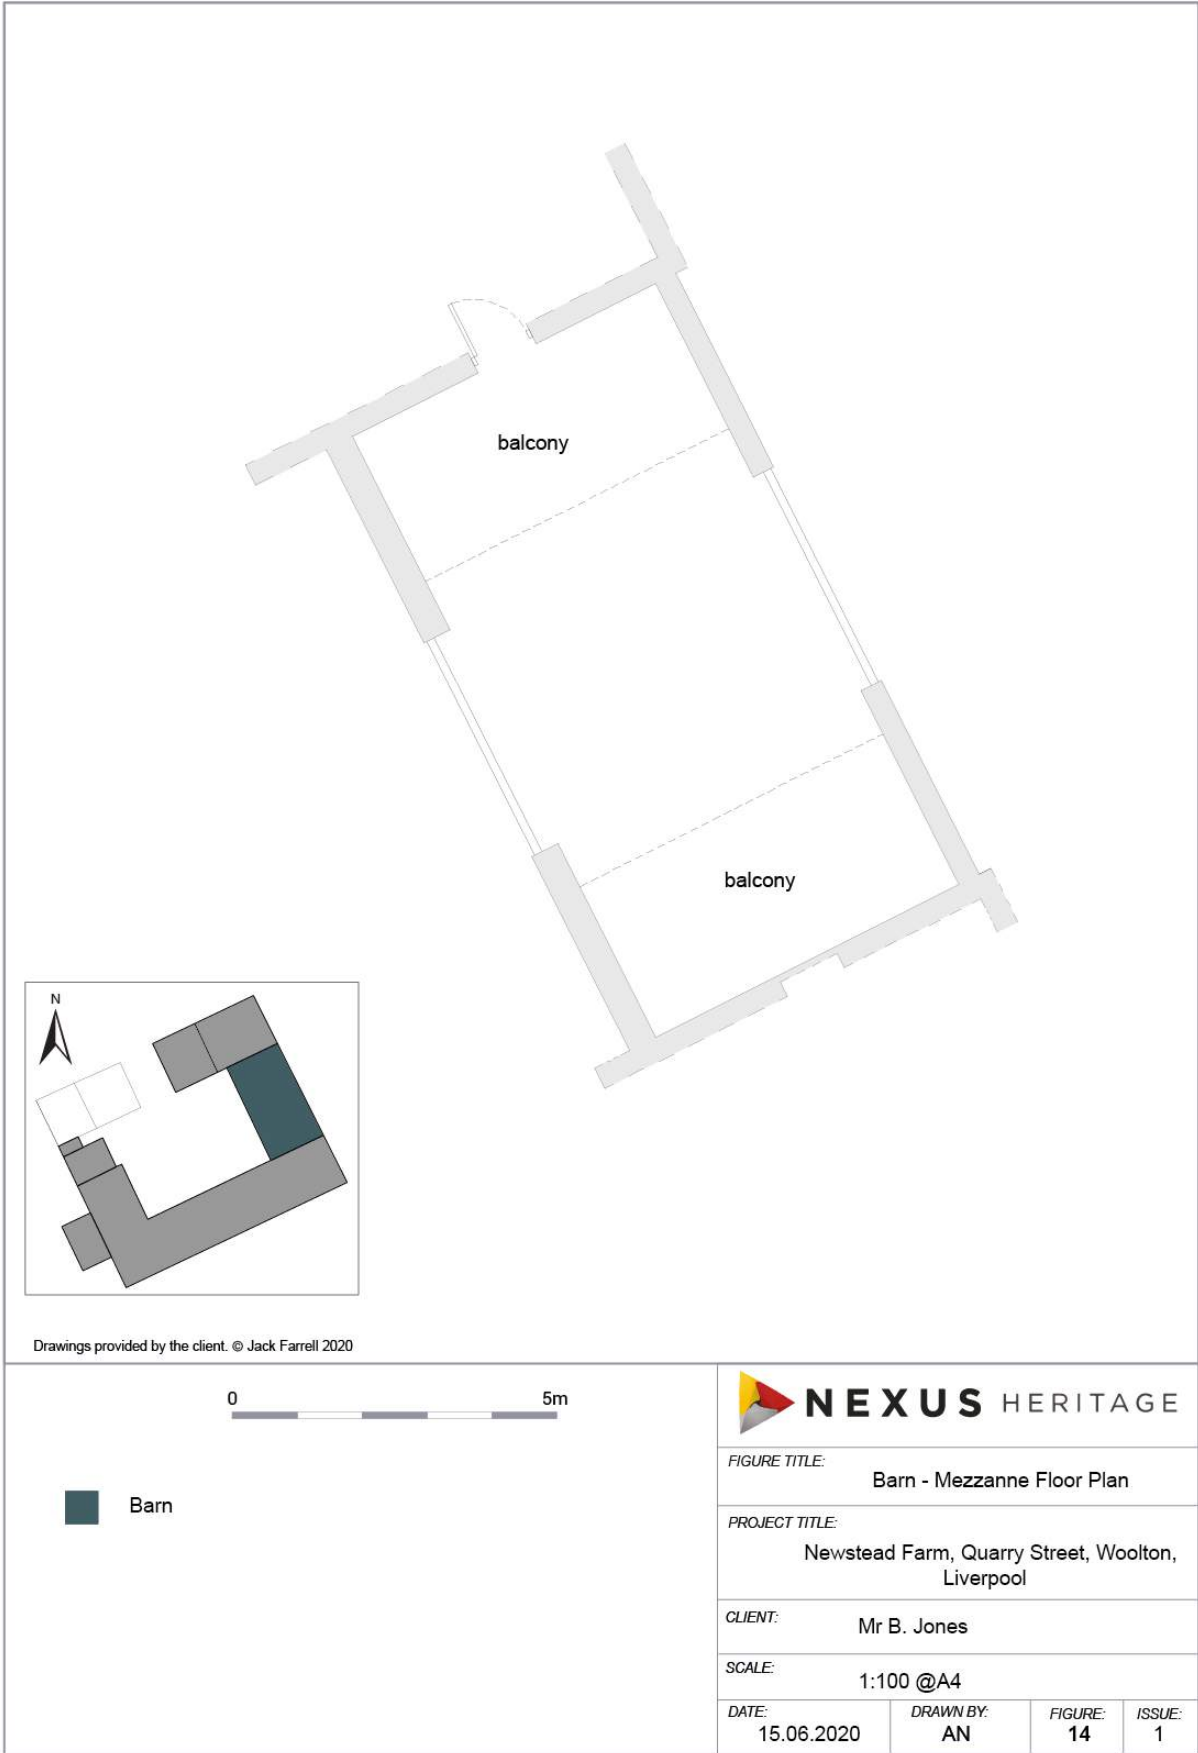 balcony
balcony
N
Drawings provided by the client. © Jack Farrell 2020
0 5m
Barn
NEXUS HERITAGE
FIGURE TITLE:
Barn - Mezzanne Floor Plan
PROJECT TITLE:
Newstead Farm, Quarry Street, Woolton,
Liverpool
CLIENT:
Mr B. Jones
SCALE:
1:100 @A4
DATE:
15.06.2020
DRAWN BY:
AN
FIGURE:
14
ISSUE:
1